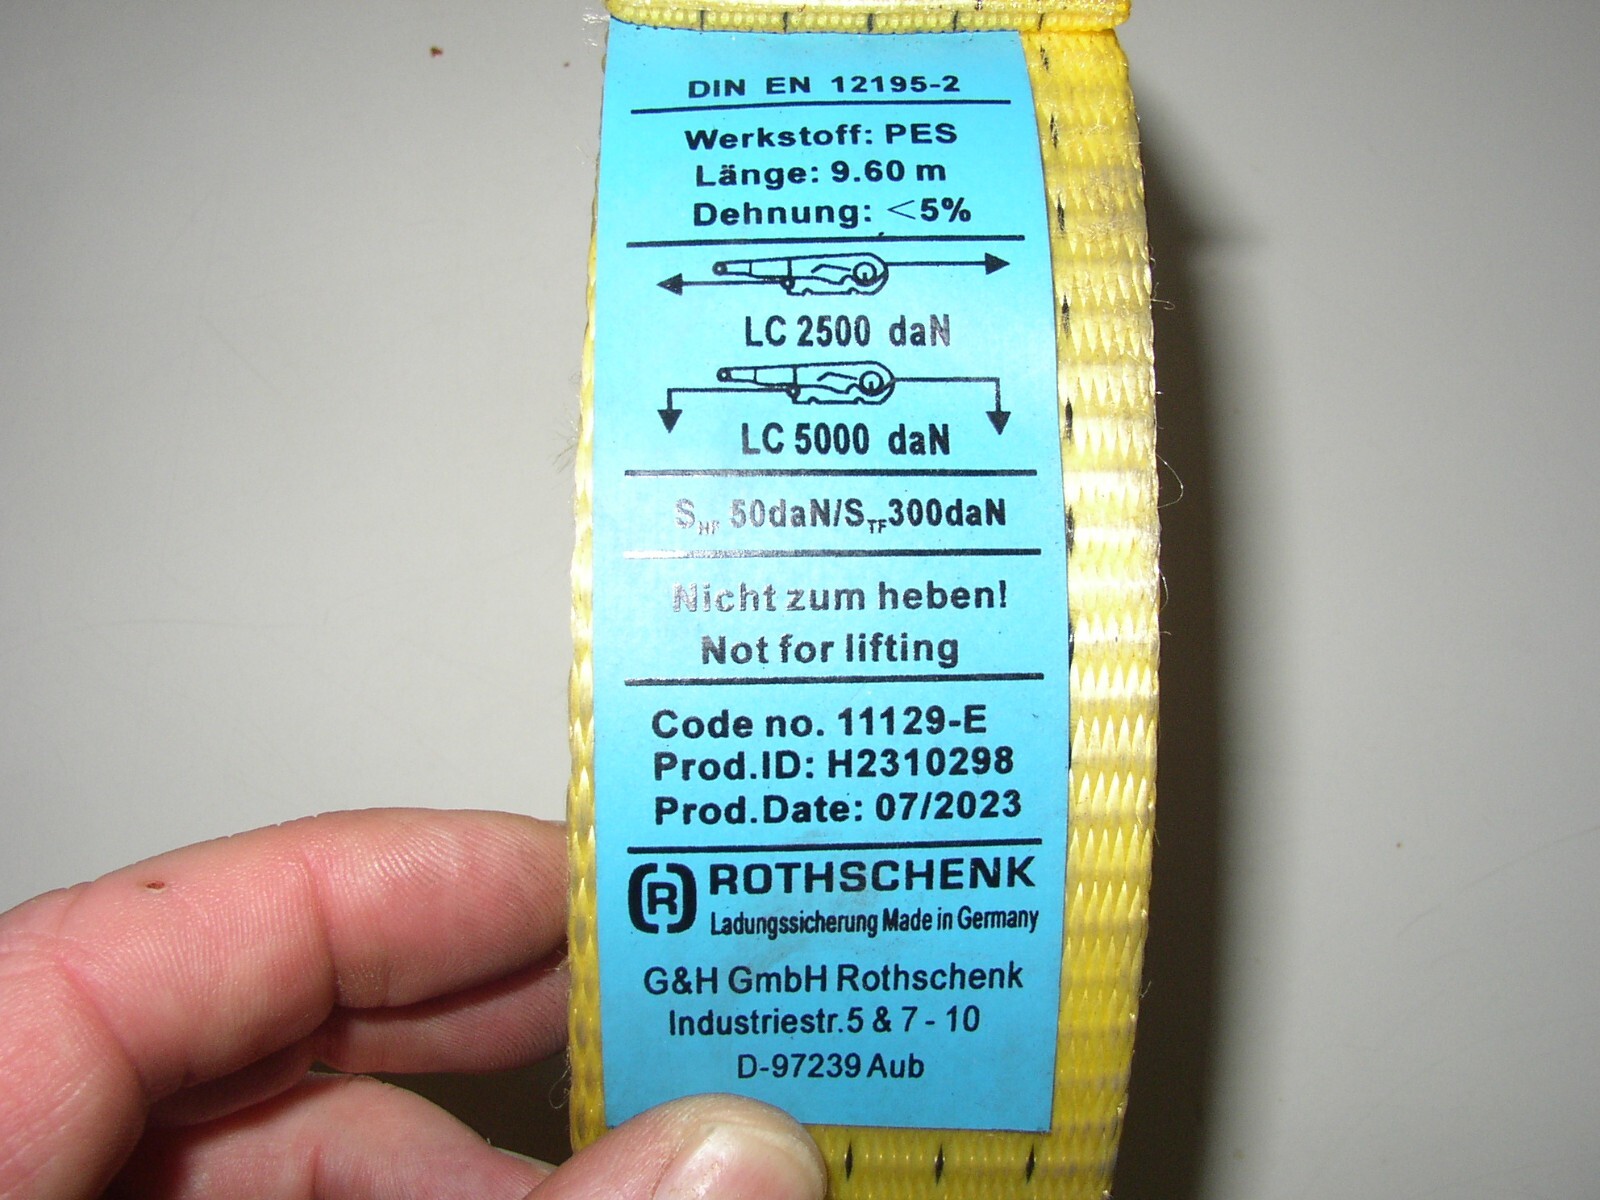 DIN EN 12195-2
Werkstoff: PES
Länge: 9.60 m
Dehnung: <5%
LC 2500 daN
LC 5000 daN
SHF 50daN/STF300daN
Nicht zum heben!
Not for lifting
Code no. 11129-E
Prod.ID: H2310298
Prod.Date: 07/2023
R ROTHSCHENK
Ladungssicherung Made in Germany
G&H GmbH Rothschenk
Industriestr.5 & 7 - 10
D-97239 Aub